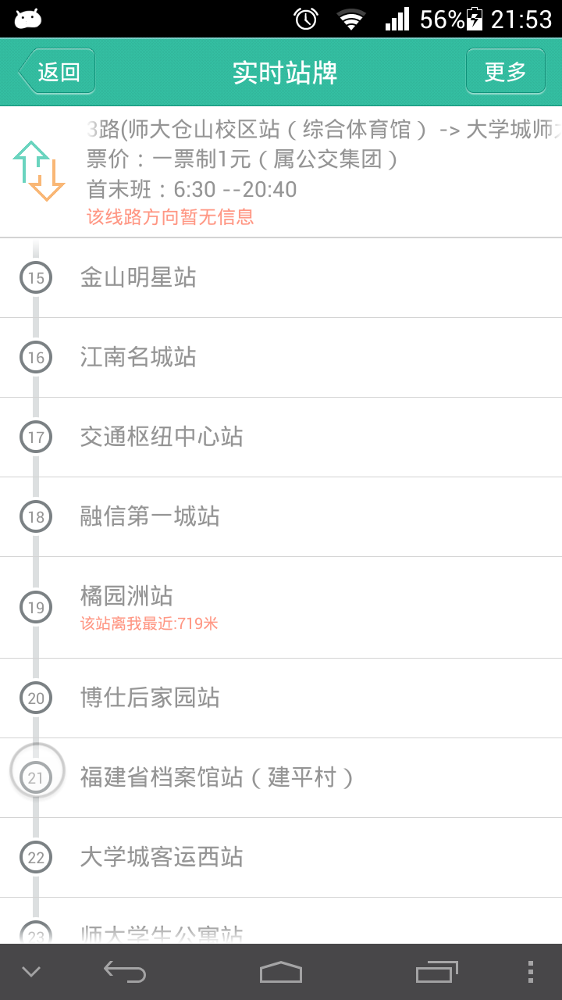 56% 21:53
返回 实时站牌 更多
3路(师大仓山校区站（综合体育馆） -> 大学城师
票价：一票制1元（属公交集团）
首末班：6:30 --20:40
该线路方向暂无信息
15 金山明星站
16 江南名城站
17 交通枢纽中心站
18 融信第一城站
19 橘园洲站
该站离我最近:719米
20 博仕后家园站
21 福建省档案馆站（建平村）
22 大学城客运西站
23 师大学生公寓站